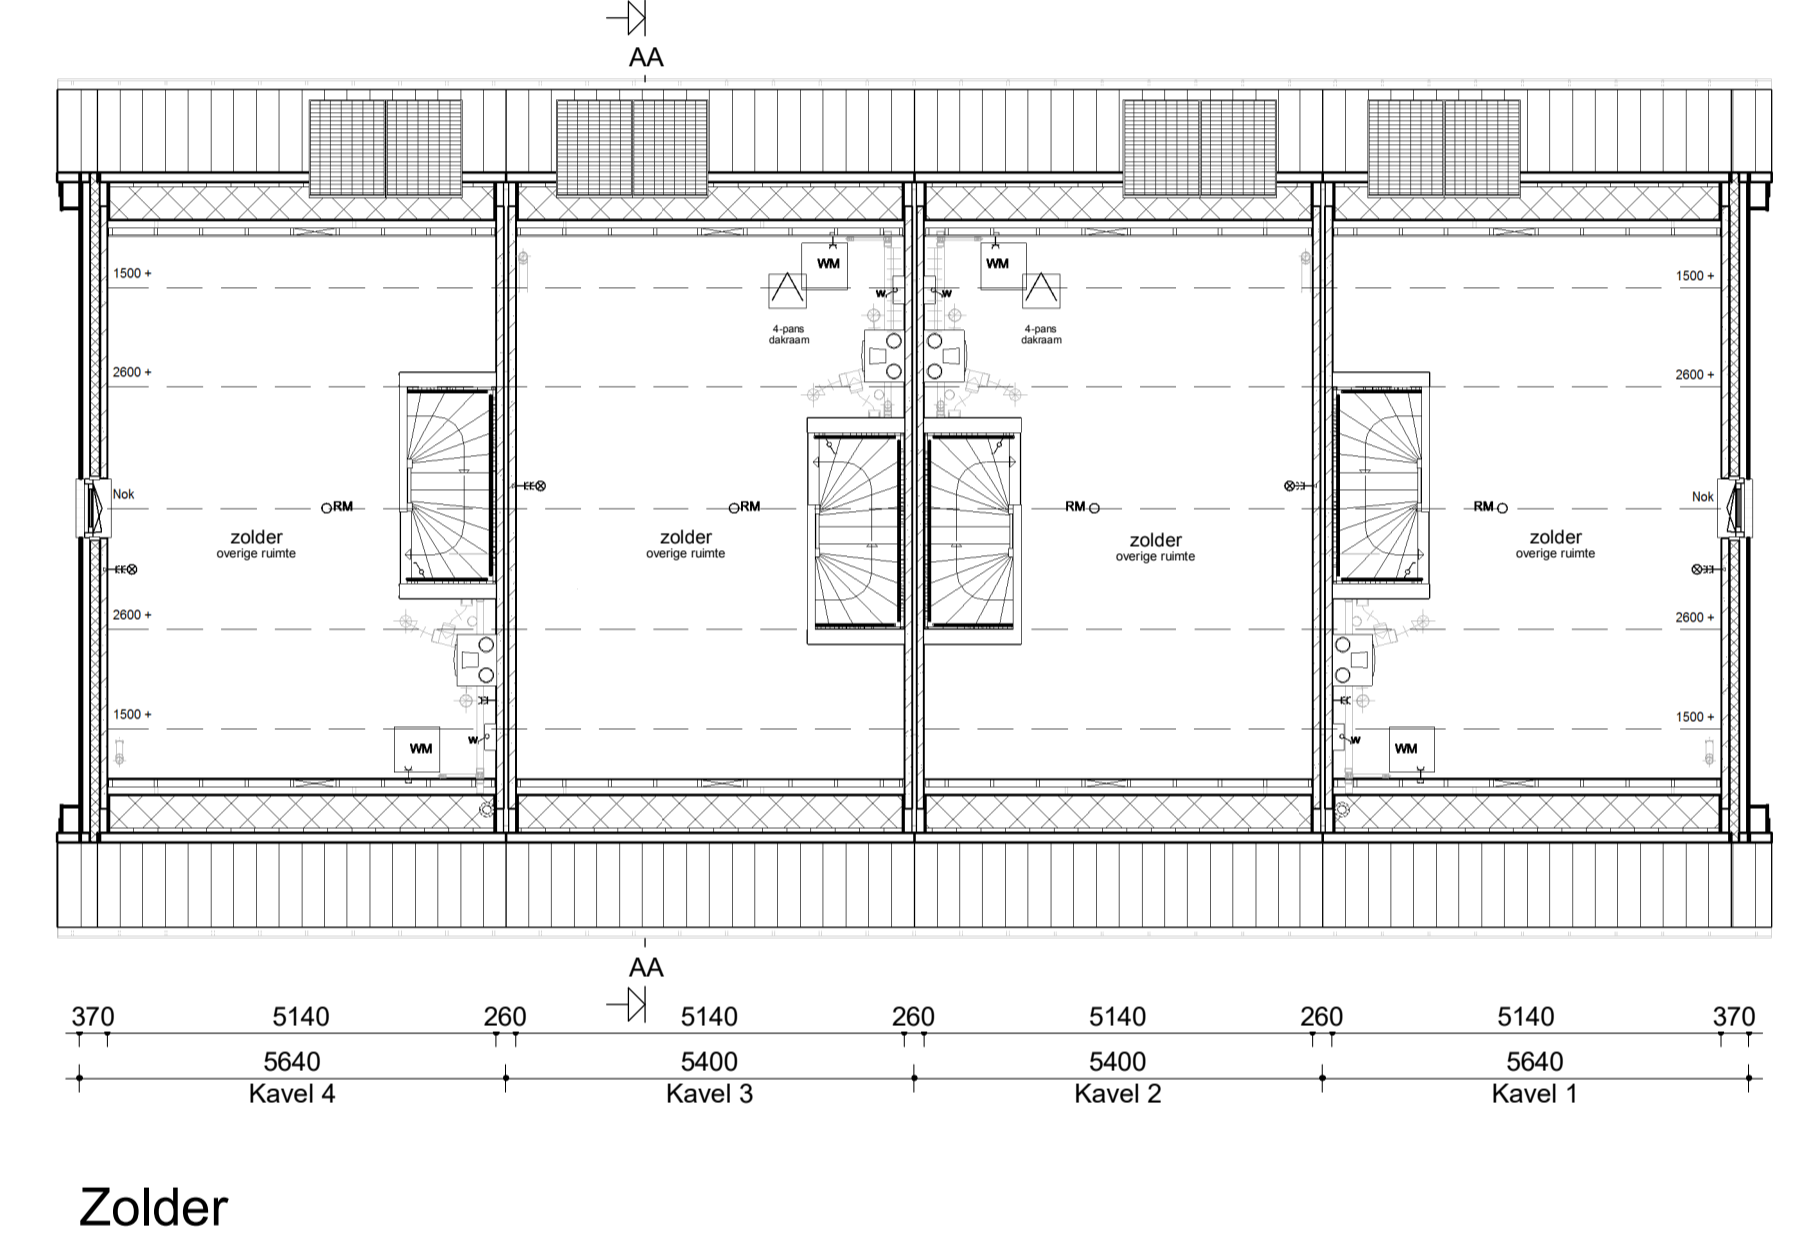 AA
WM
WM
1500 +
1500 +
w
w
4-pans
dakraam
4-pans
dakraam
2600 +
2600 +
Nok
Nok
RM
RM
RM
RM
zolder
overige ruimte
zolder
overige ruimte
zolder
overige ruimte
zolder
overige ruimte
2600 +
2600 +
1500 +
1500 +
w
w
WM
WM
AA
370 5140 260 5140 260 5140 260 5140 370
5640 5400 5400 5640
Kavel 4 Kavel 3 Kavel 2 Kavel 1
Zolder